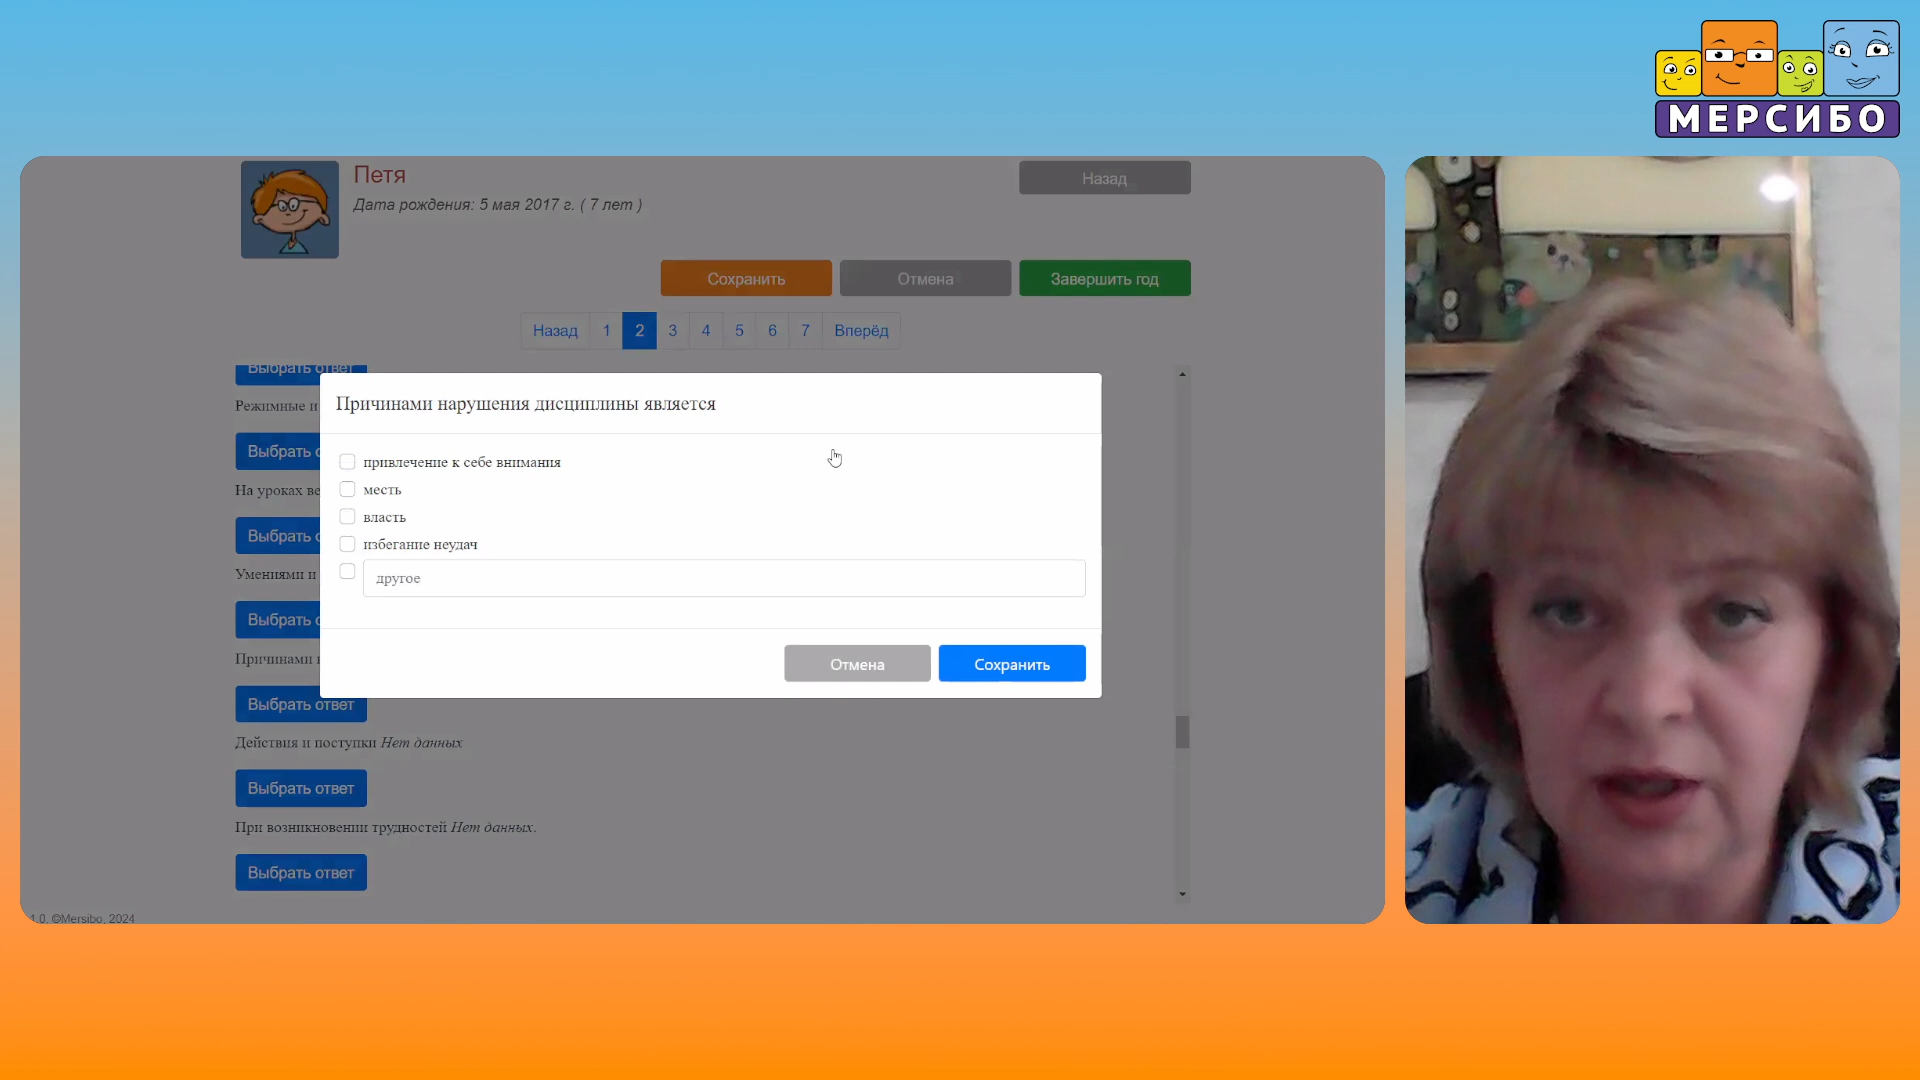 МЕРСИБО
Петя
Назад
Дата рождения: 5 мая 2017 г. ( 7 лет )
Сохранить Отмена Завершить год
Назад 1 2 3 4 5 6 7 Вперёд
Выбрать ответ
Режимные и
Причинами нарушения дисциплины является
Выбрать
привлечение к себе внимания
На уроках
месть
власть
Выбрать
избегание неудач
Умениями и
другое
Выбрать
Причинами
Отмена Сохранить
Выбрать ответ
Действия и поступки Нет данных
Выбрать ответ
При возникновении трудностей Нет данных.
Выбрать ответ
1.0, ©Mersibo, 2024